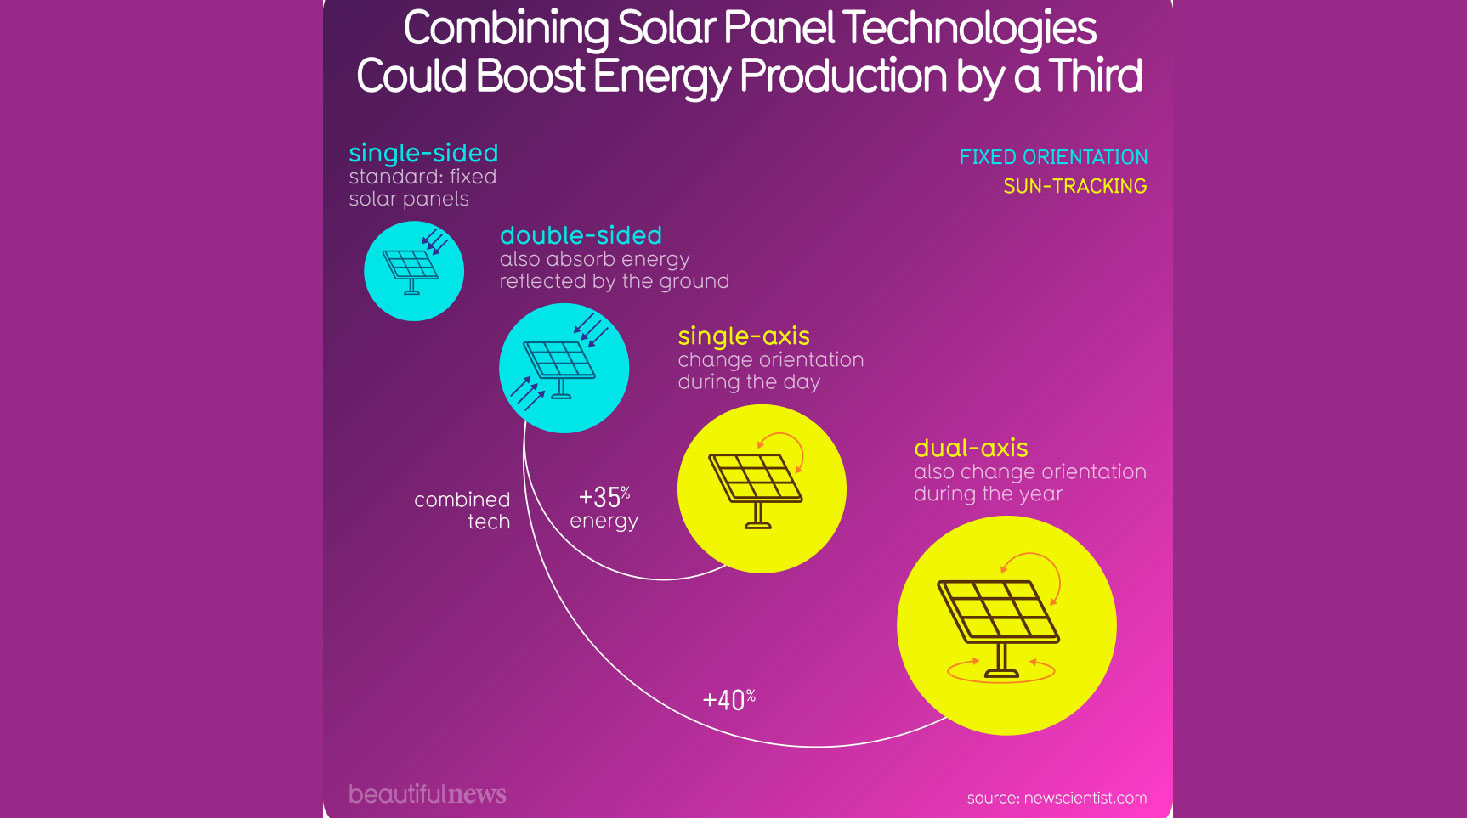 Combining Solar Panel Technologies
Could Boost Energy Production by a Third
single-sided
standard: fixed
solar panels
FIXED ORIENTATION
SUN-TRACKING
double-sided
also absorb energy
reflected by the ground
single-axis
change orientation
during the day
dual-axis
also change orientation
during the year
combined
tech
+35%
energy
+40%
beautifulnews
source: newscientist.com